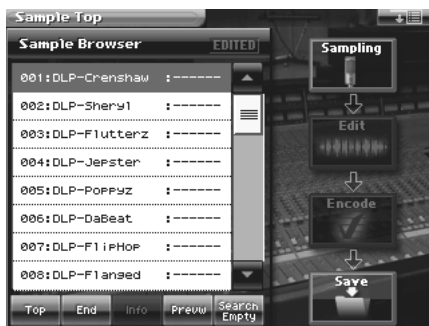 Sample Top
Sample Browser EDITED
001:DLP-Crenshaw :------
002:DLP-Sheryl :------
003:DLP-Flutterz :------
004:DLP-Jepster :------
005:DLP-Poppyz :------
006:DLP-DaBeat :------
007:DLP-FlipHop :------
008:DLP-Flanged :------
Top End Info Prevw Search Empty
Sampling
Edit
Encode
Save